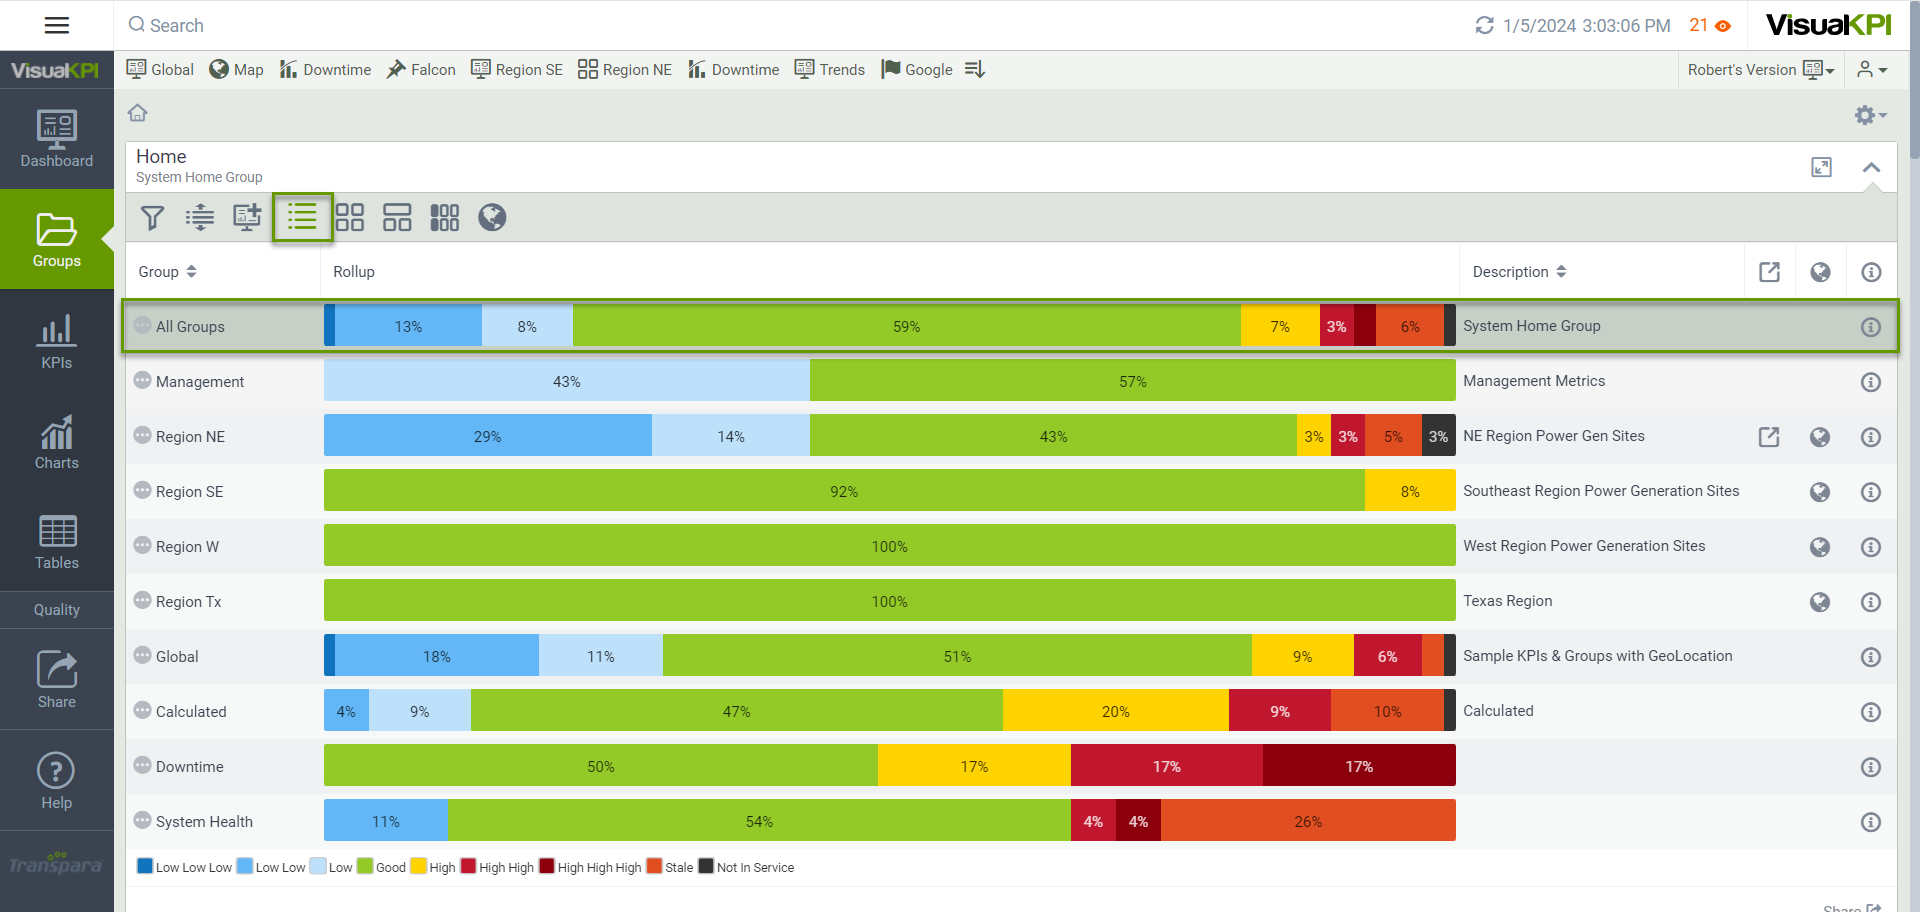 Search
1/5/2024 3:03:06 PM
21
VisualKPI
VisualKPI
Global
Map
Downtime
Falcon
Region SE
Region NE
Downtime
Trends
Google
Robert's Version
Dashboard
Groups
KPIs
Charts
Tables
Quality
Share
Help
Transpara
Home
System Home Group
Group
Rollup
Description
All Groups 13% 8% 59% 7% 3% 6% System Home Group
Management 43% 57% Management Metrics
Region NE 29% 14% 43% 3% 3% 5% 3% NE Region Power Gen Sites
Region SE 92% 8% Southeast Region Power Generation Sites
Region W 100% West Region Power Generation Sites
Region Tx 100% Texas Region
Global 18% 11% 51% 9% 6% Sample KPIs & Groups with GeoLocation
Calculated 4% 9% 47% 20% 9% 10% Calculated
Downtime 50% 17% 17% 17%
System Health 11% 54% 4% 4% 26%
Low Low Low Low Low Low Good High High High High High High Stale Not In Service
Share